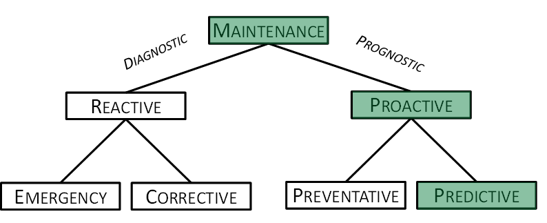 MAINTENANCE
DIAGNOSTIC
PROGNOSTIC
REACTIVE
PROACTIVE
EMERGENCY
CORRECTIVE
PREVENTATIVE
PREDICTIVE